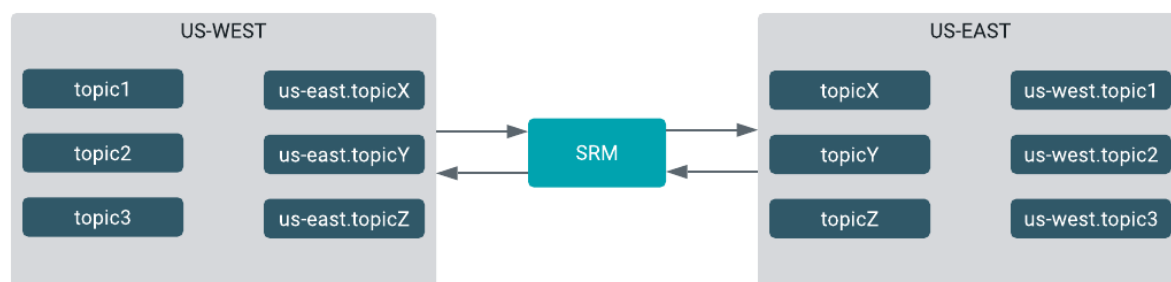 US-WEST
topic1
us-east.topicX
topic2
us-east.topicY
topic3
us-east.topicZ
SRM
US-EAST
topicX
us-west.topic1
topicY
us-west.topic2
topicZ
us-west.topic3